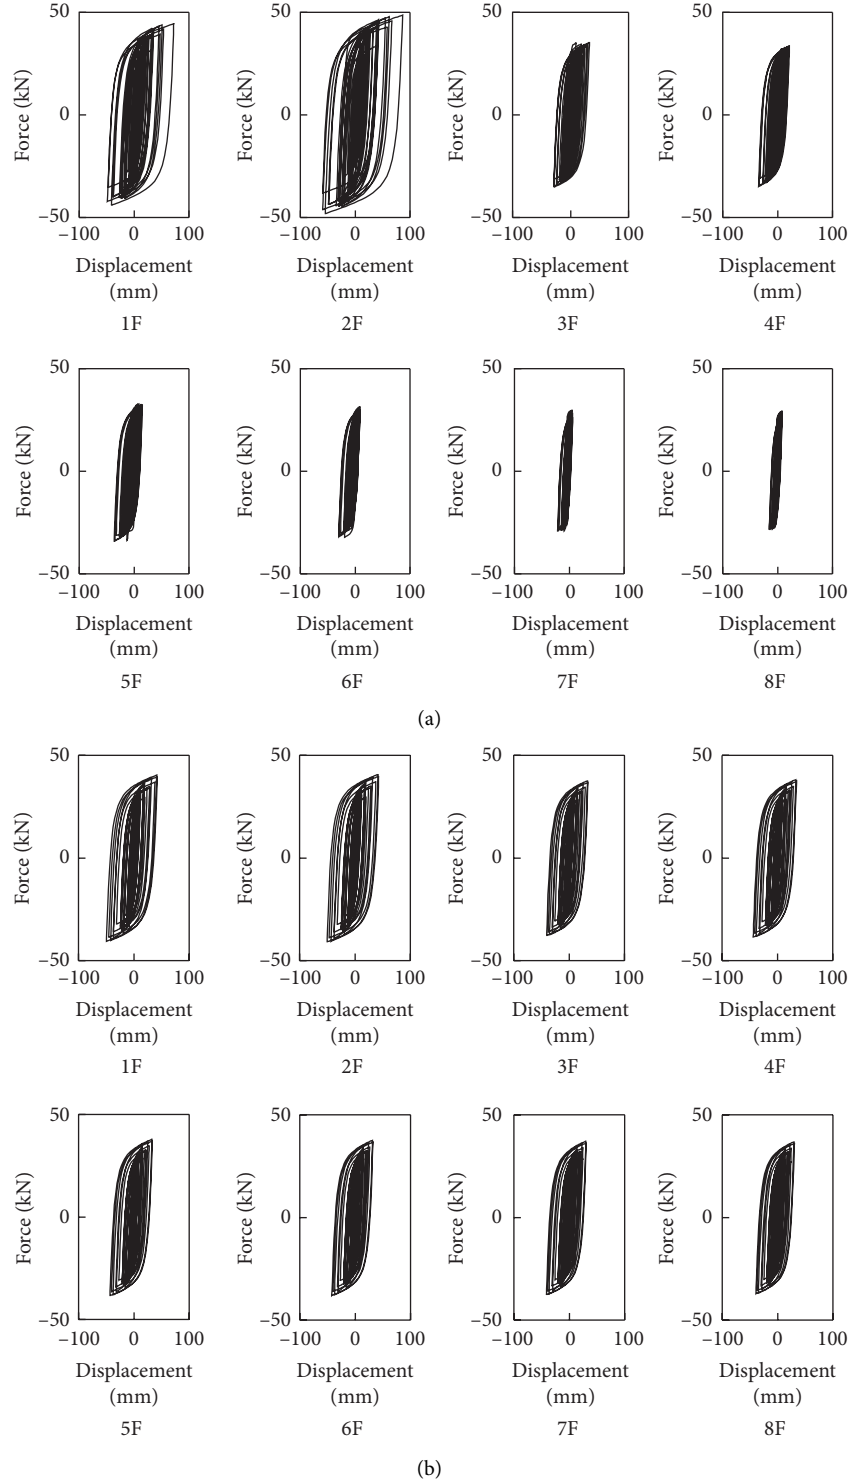 50 50 50 50
Force (kN) Force (kN) Force (kN) Force (kN)
0 0 0 0
−50 −50 −50 −50
−100 0 100 −100 0 100 −100 0 100 −100 0 100
Displacement Displacement Displacement Displacement
(mm) (mm) (mm) (mm)
1F 2F 3F 4F
50 50 50 50
Force (kN) Force (kN) Force (kN) Force (kN)
0 0 0 0
−50 −50 −50 −50
−100 0 100 −100 0 100 −100 0 100 −100 0 100
Displacement Displacement Displacement Displacement
(mm) (mm) (mm) (mm)
5F 6F 7F 8F
(a)
50 50 50 50
Force (kN) Force (kN) Force (kN) Force (kN)
0 0 0 0
−50 −50 −50 −50
−100 0 100 −100 0 100 −100 0 100 −100 0 100
Displacement Displacement Displacement Displacement
(mm) (mm) (mm) (mm)
1F 2F 3F 4F
50 50 50 50
Force (kN) Force (kN) Force (kN) Force (kN)
0 0 0 0
−50 −50 −50 −50
−100 0 100 −100 0 100 −100 0 100 −100 0 100
Displacement Displacement Displacement Displacement
(mm) (mm) (mm) (mm)
5F 6F 7F 8F
(b)